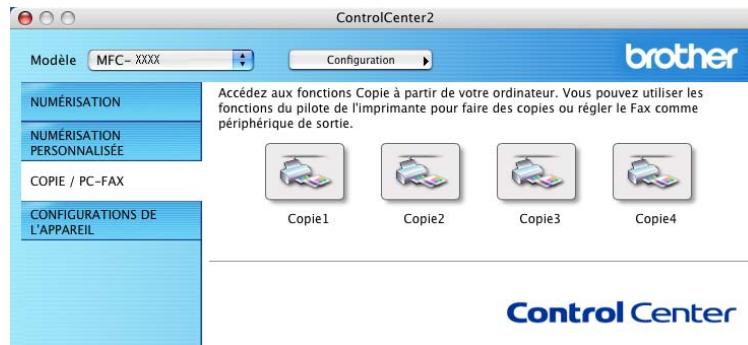 ControlCenter2
Modèle MFC- XXXX Configuration brother
NUMÉRISATION
NUMÉRISATION
PERSONNALISÉE
COPIE / PC-FAX
CONFIGURATIONS DE
L'APPAREIL
Accédez aux fonctions Copie à partir de votre ordinateur. Vous pouvez utiliser les
fonctions du pilote de l'imprimante pour faire des copies ou régler le Fax comme
périphérique de sortie.
Copie1 Copie2 Copie3 Copie4
Control Center